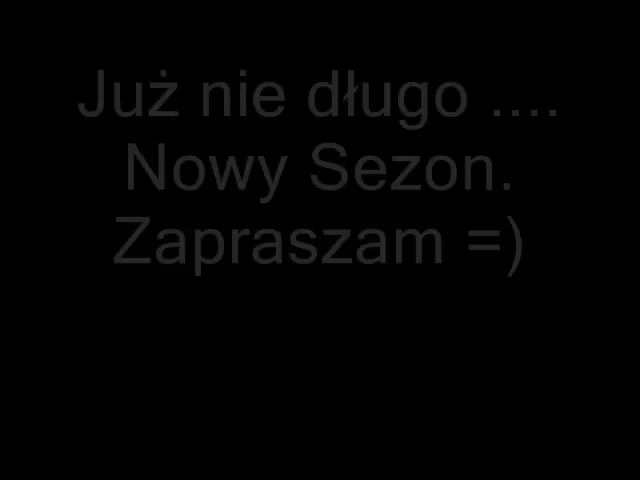 Już nie długo ....
Nowy Sezon.
Zapraszam =)